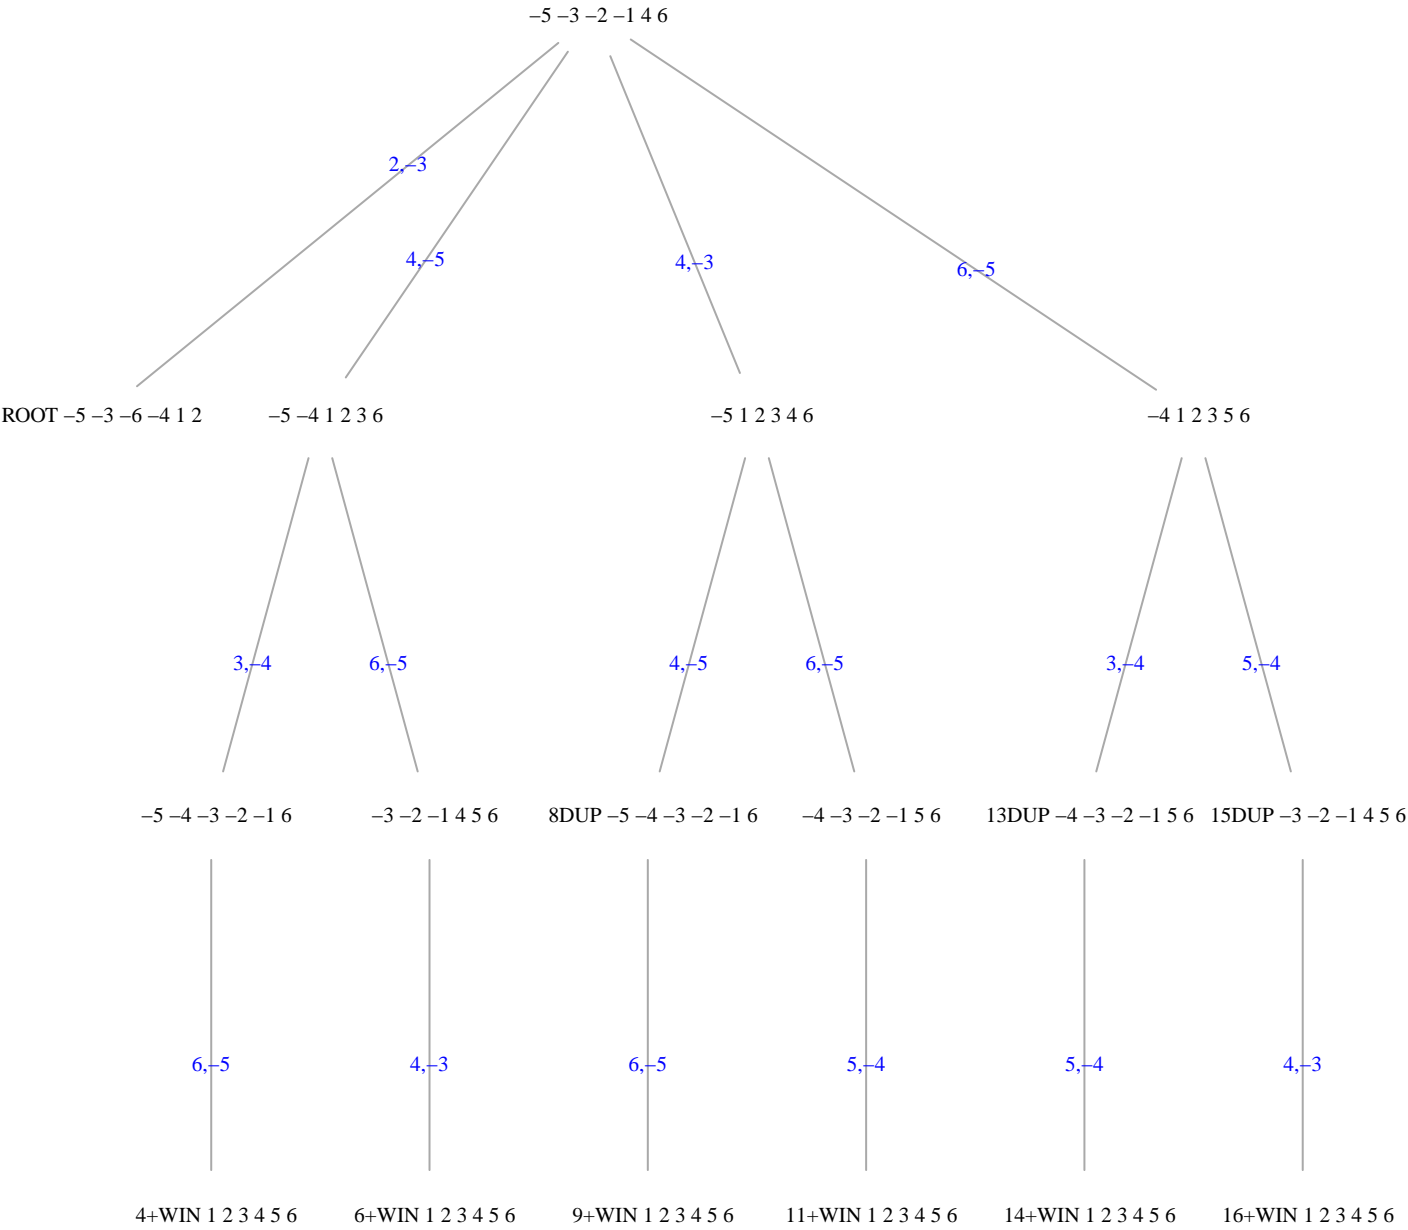 –5 –3 –2 –1 4 6
2,–3
4,–5
4,–3
6,–5
ROOT –5 –3 –6 –4 1 2
–5 –4 1 2 3 6
–5 1 2 3 4 6
–4 1 2 3 5 6
3,–4
6,–5
4,–5
6,–5
3,–4
5,–4
–5 –4 –3 –2 –1 6
–3 –2 –1 4 5 6
8DUP –5 –4 –3 –2 –1 6
–4 –3 –2 –1 5 6
13DUP –4 –3 –2 –1 5 6
15DUP –3 –2 –1 4 5 6
6,–5
4,–3
6,–5
5,–4
5,–4
4,–3
4+WIN 1 2 3 4 5 6
6+WIN 1 2 3 4 5 6
9+WIN 1 2 3 4 5 6
11+WIN 1 2 3 4 5 6
14+WIN 1 2 3 4 5 6
16+WIN 1 2 3 4 5 6